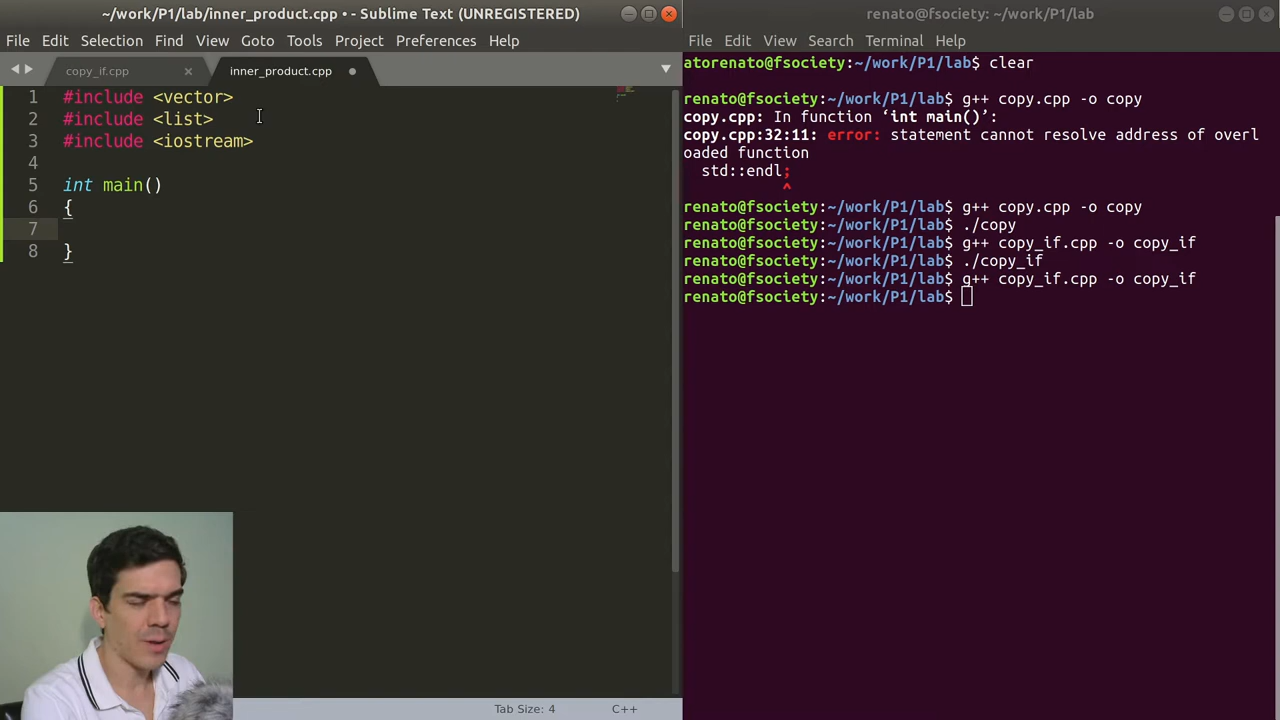 ~/work/P1/lab/inner_product.cpp • - Sublime Text (UNREGISTERED)
File Edit Selection Find View Goto Tools Project Preferences Help
copy_if.cpp × inner_product.cpp
1 #include <vector>
2 #include <list>
3 #include <iostream>
4
5 int main()
6 {
7
8 }
Tab Size: 4 C++
renato@fsociety: ~/work/P1/lab
File Edit View Search Terminal Help
atorenato@fsociety:~/work/P1/lab$ clear
renato@fsociety:~/work/P1/lab$ g++ copy.cpp -o copy
copy.cpp: In function ‘int main()’:
copy.cpp:32:11: error: statement cannot resolve address of overl
oaded function
std::endl;
^
renato@fsociety:~/work/P1/lab$ g++ copy.cpp -o copy
renato@fsociety:~/work/P1/lab$ ./copy
renato@fsociety:~/work/P1/lab$ g++ copy_if.cpp -o copy_if
renato@fsociety:~/work/P1/lab$ ./copy_if
renato@fsociety:~/work/P1/lab$ g++ copy_if.cpp -o copy_if
renato@fsociety:~/work/P1/lab$